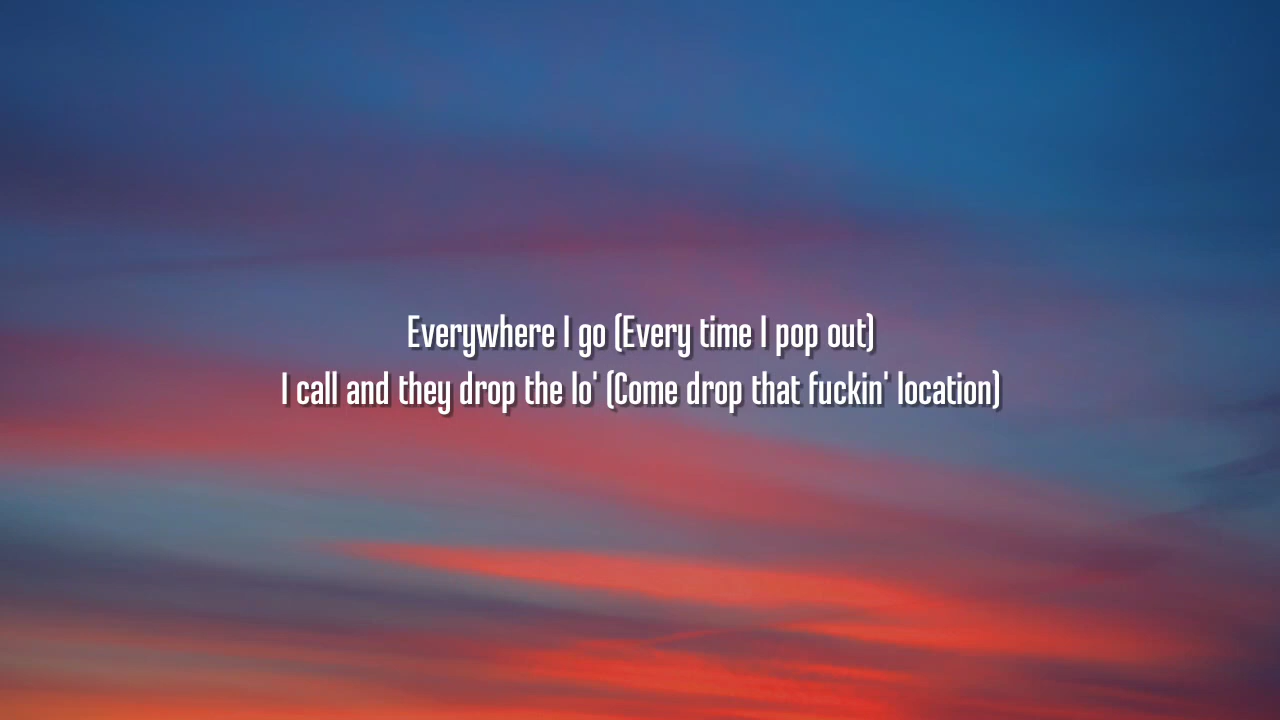 Everywhere I go (Every time I pop out)
I call and they drop the lo' (Come drop that fuckin' location)